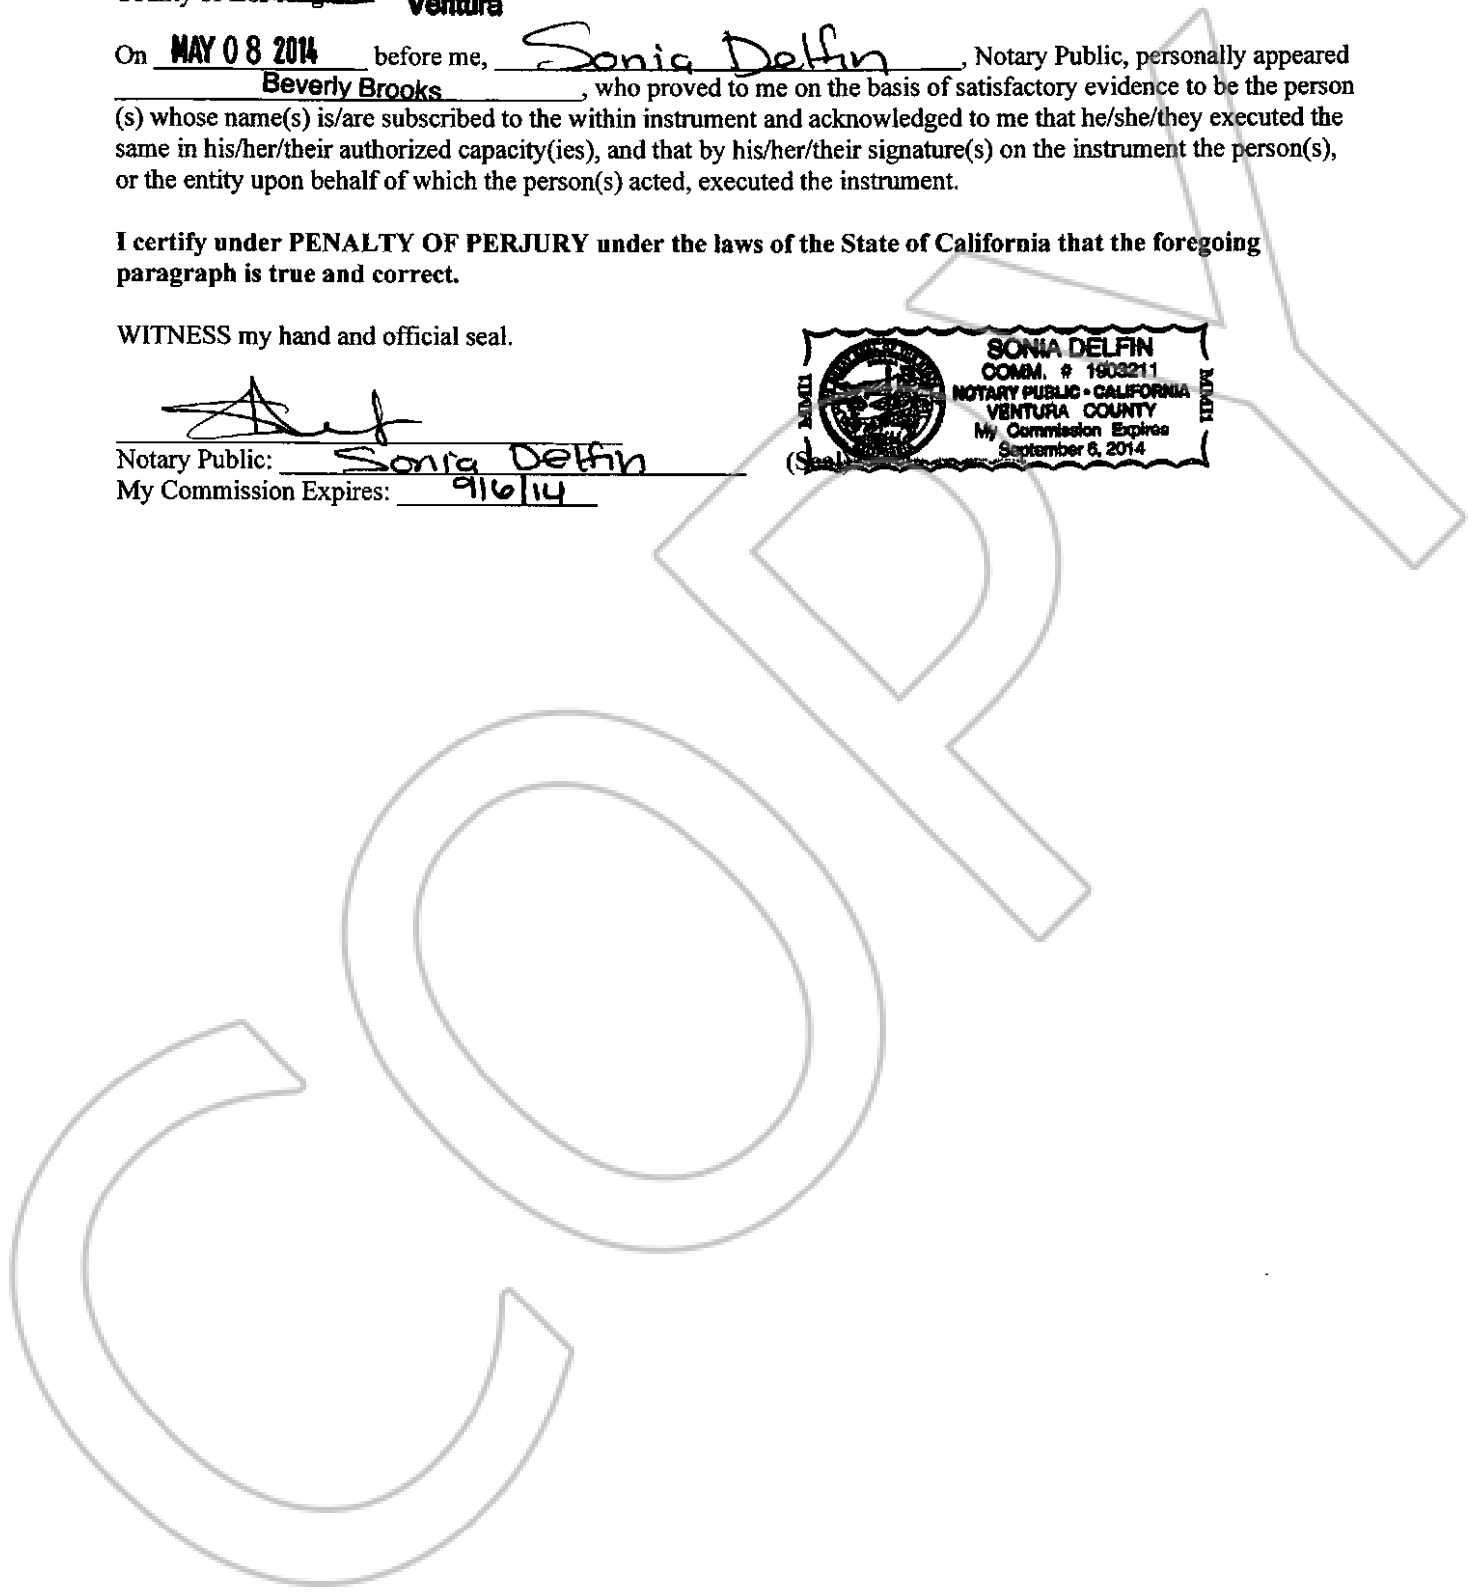 Ventura
On MAY 08 2014 before me, Sonia Delfin, Notary Public, personally appeared
Beverly Brooks, who proved to me on the basis of satisfactory evidence to be the person
(s) whose name(s) is/are subscribed to the within instrument and acknowledged to me that he/she/they executed the
same in his/her/their authorized capacity(ies), and that by his/her/their signature(s) on the instrument the person(s),
or the entity upon behalf of which the person(s) acted, executed the instrument.
I certify under PENALTY OF PERJURY under the laws of the State of California that the foregoing
paragraph is true and correct.
WITNESS my hand and official seal.
SONIA DELFIN
COMM. # 1903211
NOTARY PUBLIC • CALIFORNIA
VENTURA COUNTY
My Commission Expires
September 6, 2014
MMI1
MMI1
(Seal)
Notary Public: Sonia Delfin
My Commission Expires: 9/6/14
COPY